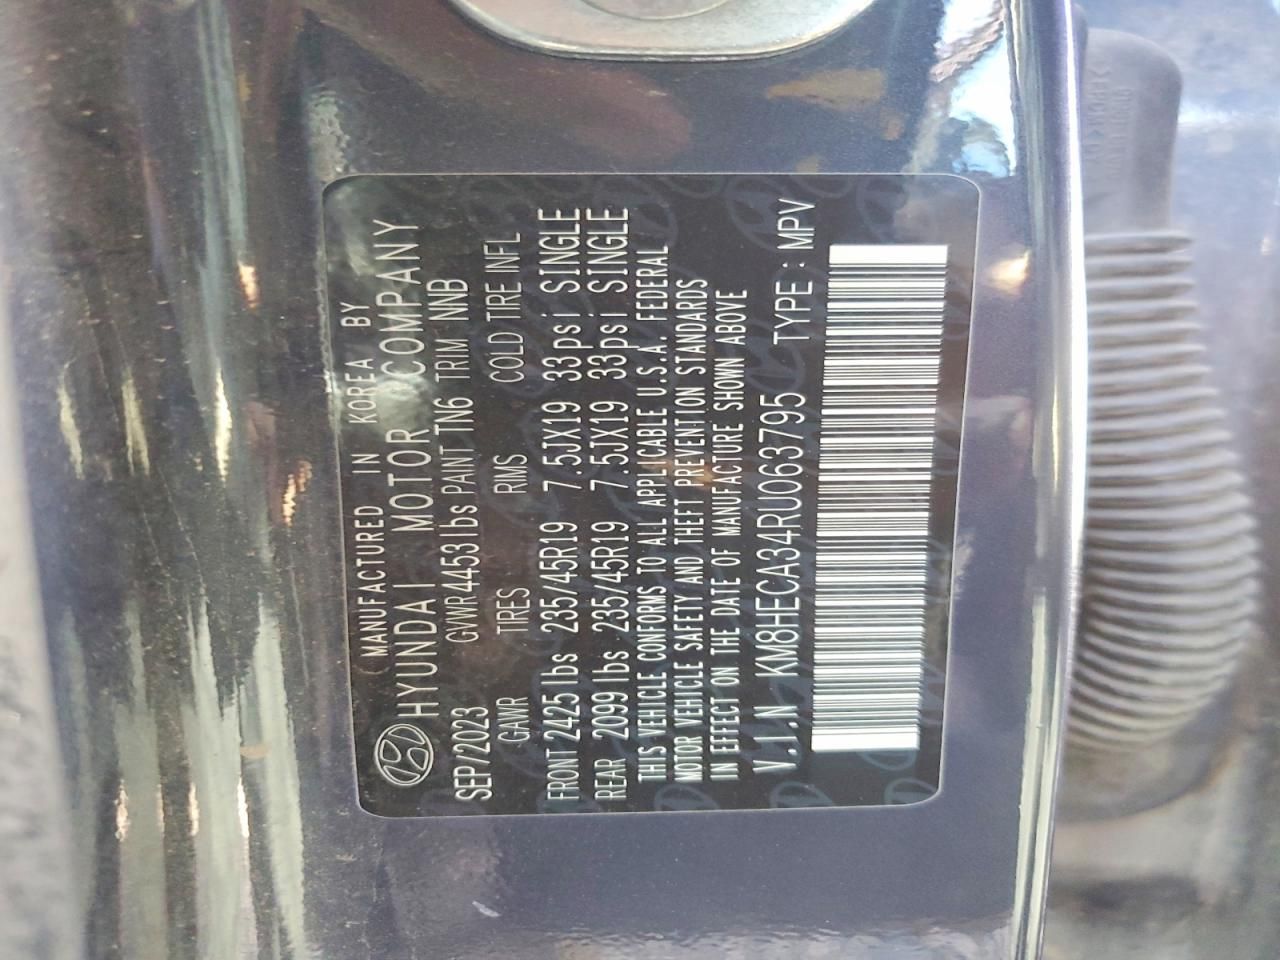 MANUFACTURED IN KOREA BY
HYUNDAI MOTOR COMPANY
SEP/2023 GVWR 4453 lbs PAINT TN6 TRIM NNB
GAWR TIRES RIMS COLD TIRE INFL
FRONT 2425 lbs 235/45R19 7.5JX19 33psi SINGLE
REAR 2099 lbs 235/45R19 7.5JX19 33psi SINGLE
THIS VEHICLE CONFORMS TO ALL APPLICABLE U.S.A. FEDERAL
MOTOR VEHICLE SAFETY AND THEFT PREVENTION STANDARDS
IN EFFECT ON THE DATE OF MANUFACTURE SHOWN ABOVE
V.I.N KM8HECA34RU063795 TYPE : MPV